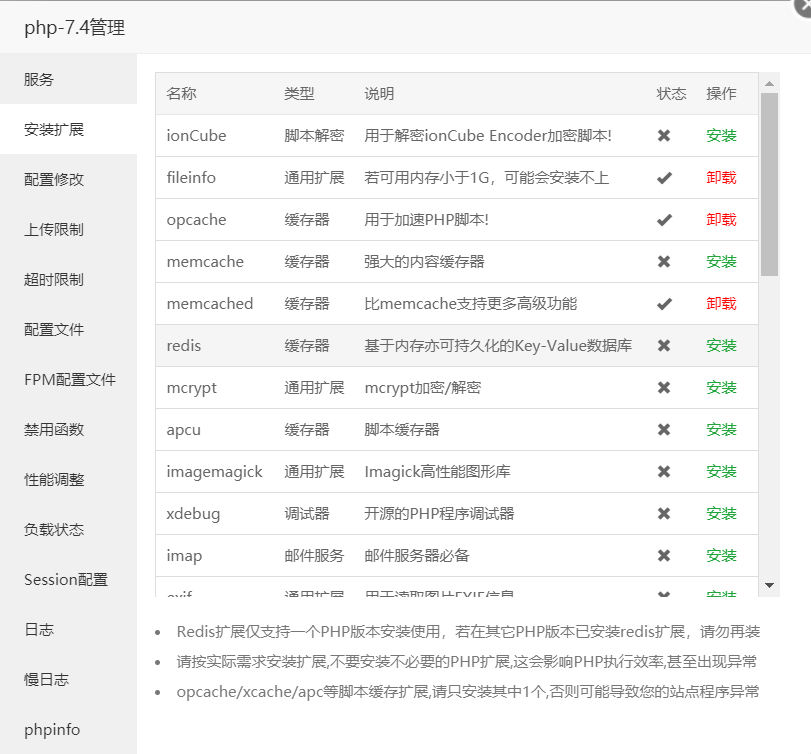 php-7.4管理
服务
安装扩展
配置修改
上传限制
超时限制
配置文件
FPM配置文件
禁用函数
性能调整
负载状态
Session配置
日志
慢日志
phpinfo
名称 类型 说明 状态 操作
ionCube 脚本解密 用于解密ionCube Encoder加密脚本! 安装
fileinfo 通用扩展 若可用内存小于1G，可能会安装不上 卸载
opcache 缓存器 用于加速PHP脚本! 卸载
memcache 缓存器 强大的内容缓存器 安装
memcached 缓存器 比memcache支持更多高级功能 卸载
redis 缓存器 基于内存亦可持久化的Key-Value数据库 安装
mcrypt 通用扩展 mcrypt加密/解密 安装
apcu 缓存器 脚本缓存器 安装
imagemagick 通用扩展 Imagick高性能图形库 安装
xdebug 调试器 开源的PHP程序调试器 安装
imap 邮件服务 邮件服务器必备 安装
exif 通用扩展 用于读取图片EXIF信息 安装
Redis扩展仅支持一个PHP版本安装使用，若在其它PHP版本已安装redis扩展，请勿再装
请按实际需求安装扩展,不要安装不必要的PHP扩展,这会影响PHP执行效率,甚至出现异常
opcache/xcache/apc等脚本缓存扩展,请只安装其中1个,否则可能导致您的站点程序异常